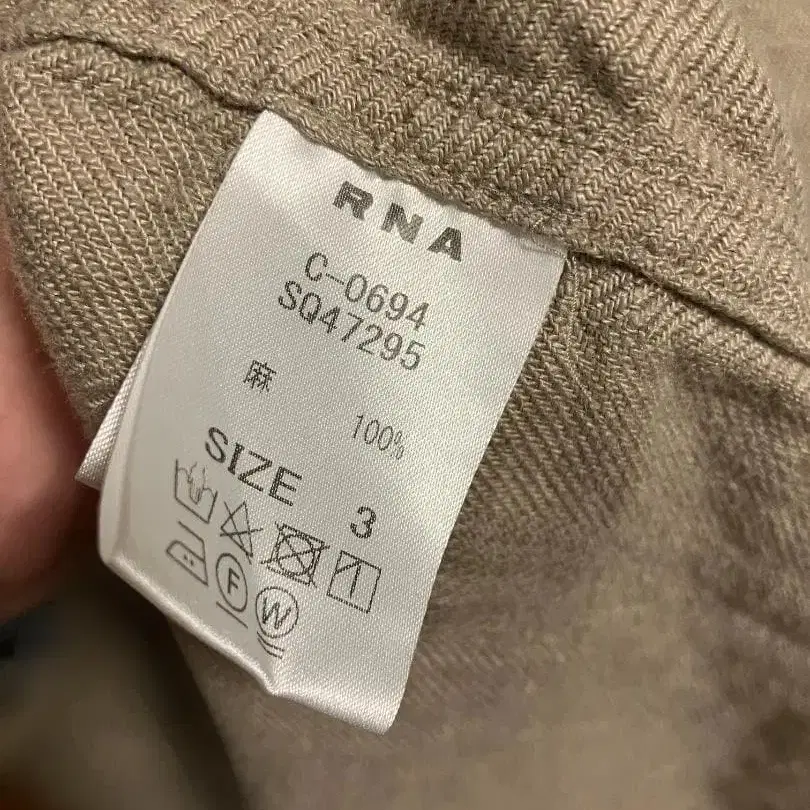 RNA
C-0694
SQ47295
麻 100%
SIZE 3
F
W